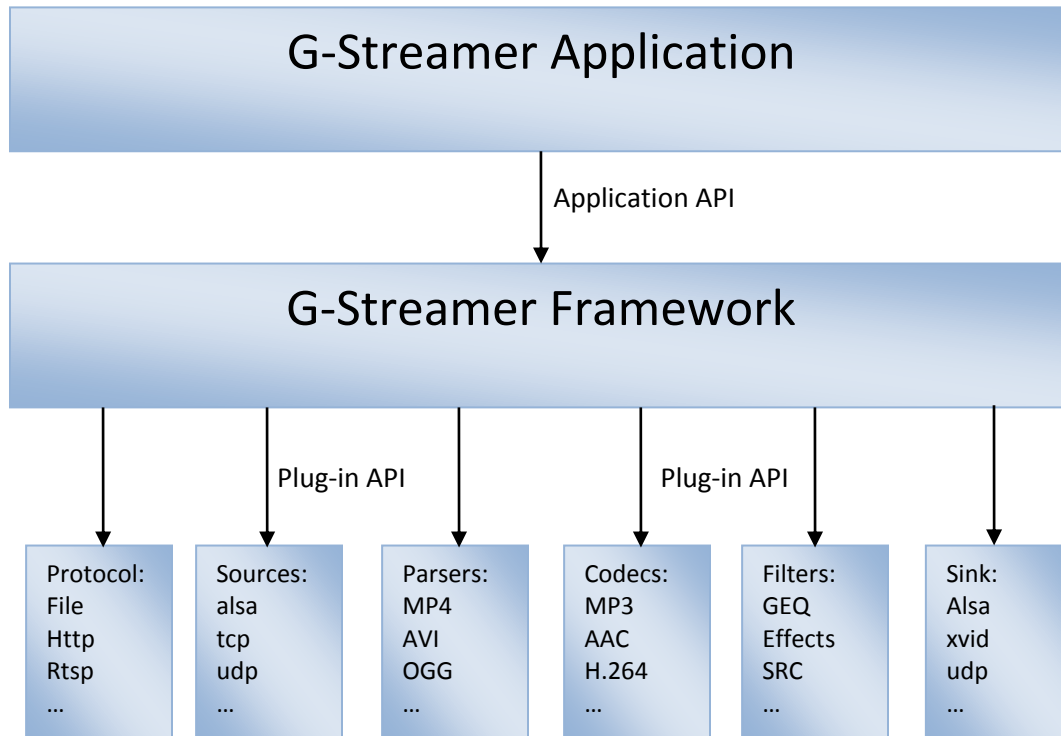 G-Streamer Application
Application API
G-Streamer Framework
Plug-in API
Plug-in API
Protocol:
File
Http
Rtsp
...
Sources:
alsa
tcp
udp
...
Parsers:
MP4
AVI
OGG
...
Codecs:
MP3
AAC
H.264
...
Filters:
GEQ
Effects
SRC
...
Sink:
Alsa
xvid
udp
...